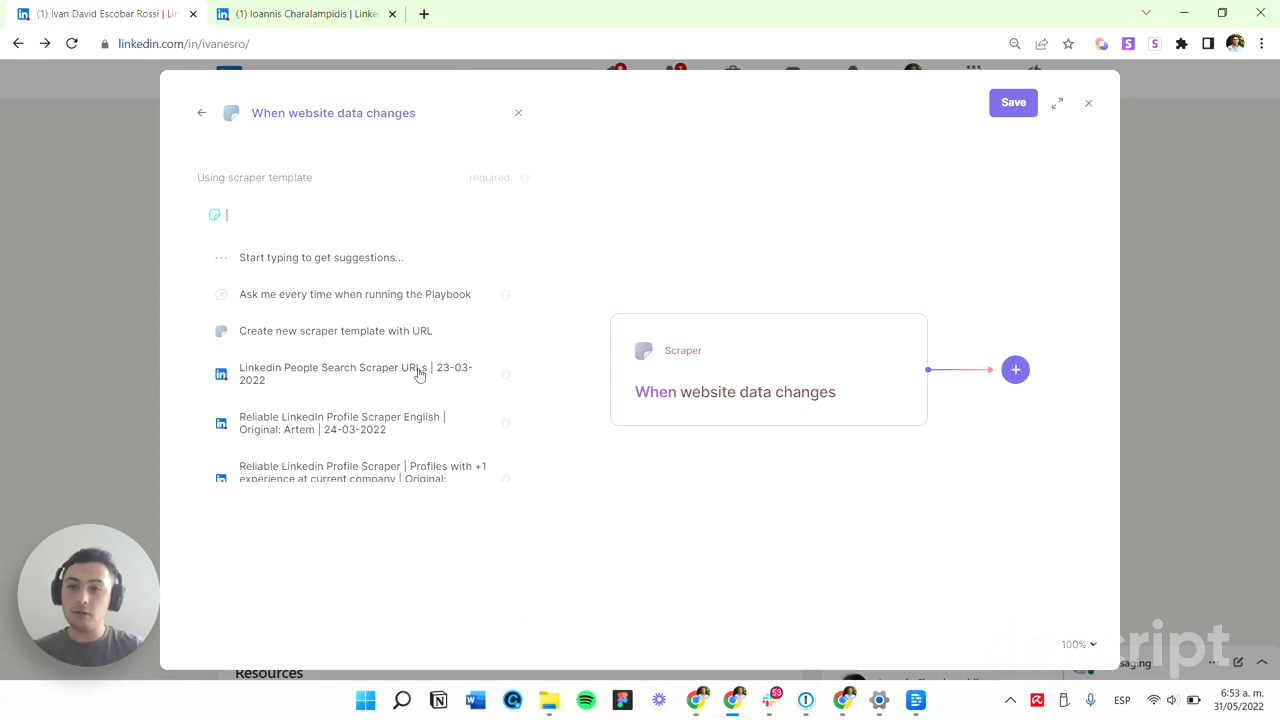 (1) Ivan David Escobar Rossi | Lin
(1) Ioannis Charalampidis | Linke
linkedin.com/in/ivanesro/
When website data changes
Save
Using scraper template
required
Start typing to get suggestions...
Ask me every time when running the Playbook
Create new scraper template with URL
Linkedin People Search Scraper URLs | 23-03-
2022
Reliable LinkedIn Profile Scraper English |
Original: Artem | 24-03-2022
Reliable Linkedin Profile Scraper | Profiles with +1
experience at current company | Original:
Scraper
When website data changes
100%
descript
Resources
saging
53
ESP
6:53 a. m.
31/05/2022